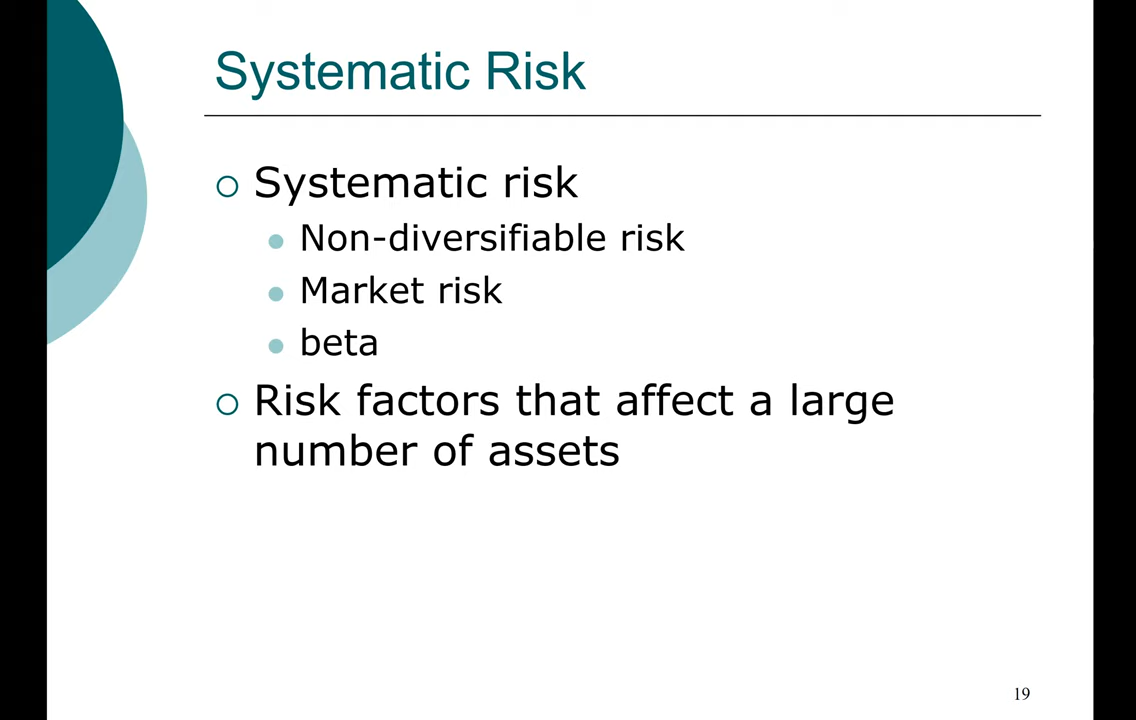 Systematic Risk
Systematic risk
Non-diversifiable risk
Market risk
beta
Risk factors that affect a large
number of assets
19